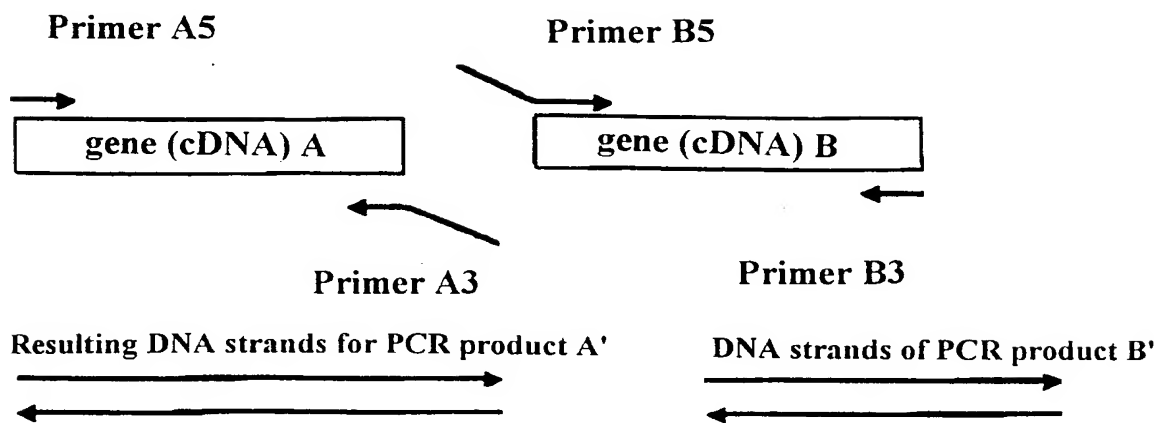 Primer A5
Primer B5
gene (cDNA) A
gene (cDNA) B
Primer A3
Primer B3
Resulting DNA strands for PCR product A'
DNA strands of PCR product B'